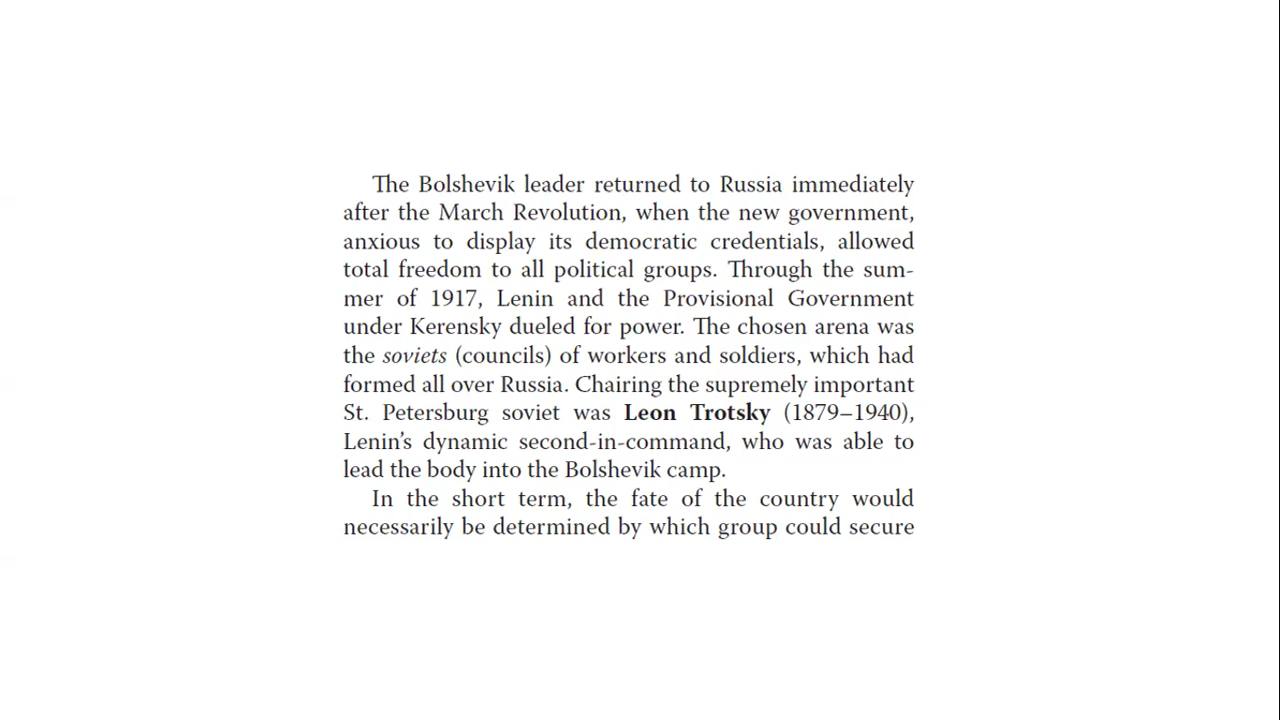 The Bolshevik leader returned to Russia immediately
after the March Revolution, when the new government,
anxious to display its democratic credentials, allowed
total freedom to all political groups. Through the sum-
mer of 1917, Lenin and the Provisional Government
under Kerensky dueled for power. The chosen arena was
the soviets (councils) of workers and soldiers, which had
formed all over Russia. Chairing the supremely important
St. Petersburg soviet was Leon Trotsky (1879–1940),
Lenin's dynamic second-in-command, who was able to
lead the body into the Bolshevik camp.
In the short term, the fate of the country would
necessarily be determined by which group could secure